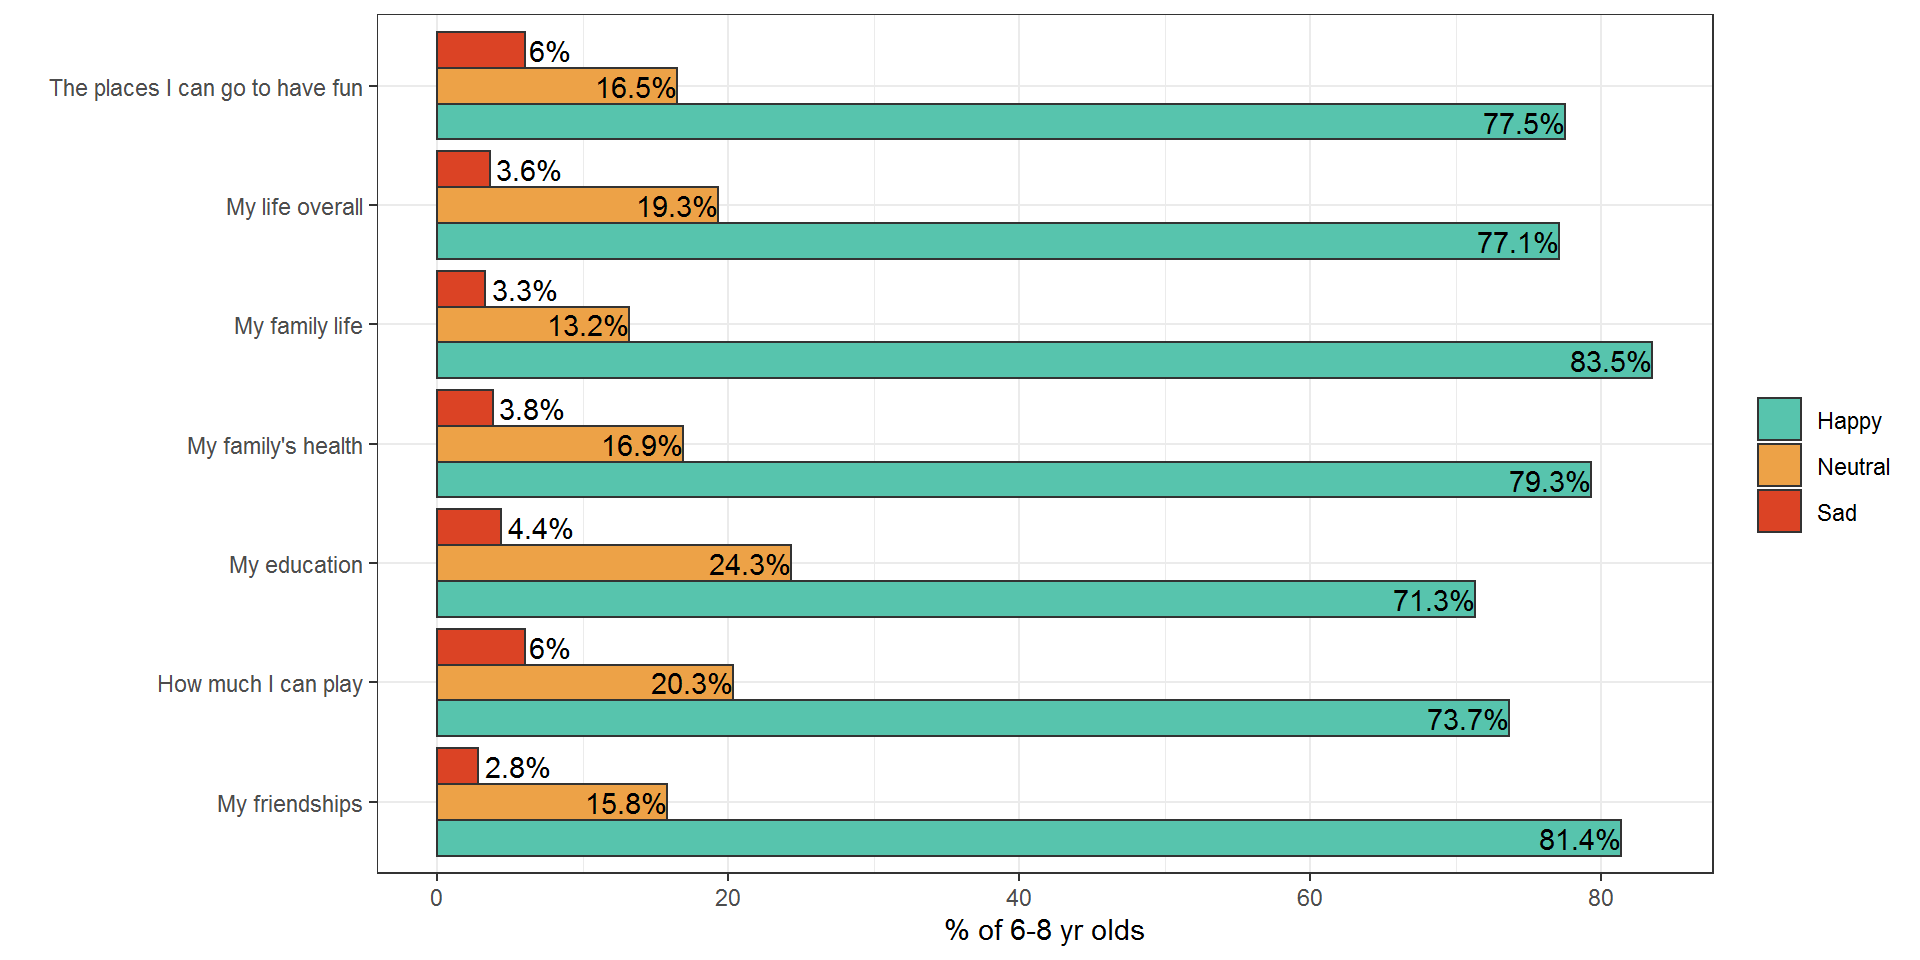 The places I can go to have fun
6%
16.5%
77.5%
My life overall
3.6%
19.3%
77.1%
My family life
3.3%
13.2%
83.5%
My family's health
3.8%
16.9%
79.3%
My education
4.4%
24.3%
71.3%
How much I can play
6%
20.3%
73.7%
My friendships
2.8%
15.8%
81.4%
0 20 40 60 80
% of 6-8 yr olds
Happy
Neutral
Sad